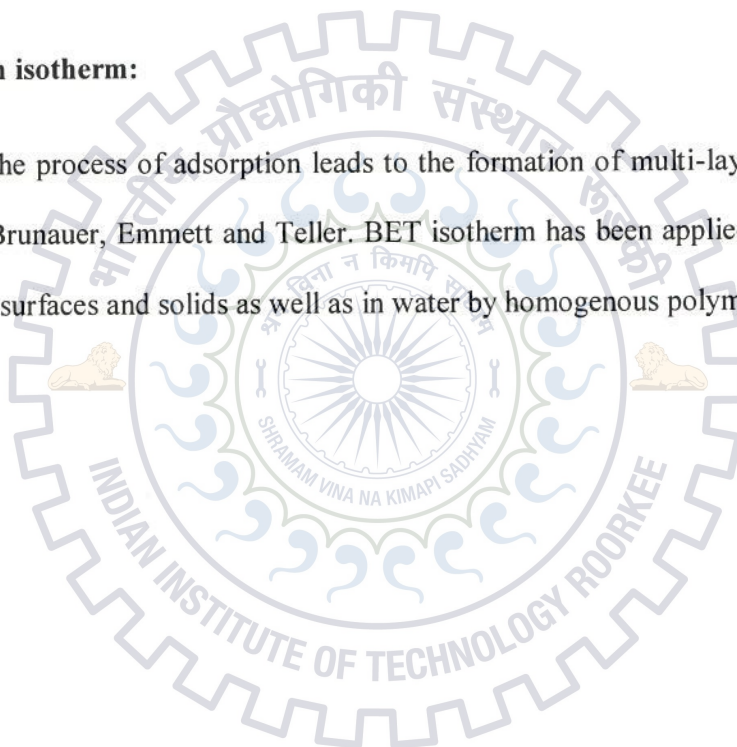 isotherm:
he process of adsorption leads to the formation of multi-lay
Brunauer, Emmett and Teller. BET isotherm has been applie
surfaces and solids as well as in water by homogenous polym
भारतीय प्रौद्योगिकी संस्थान रूड़की
श्रमं विना न किमपि साध्यम
SHRAMAM VINA NA KIMAPI SADHYAM
INDIAN INSTITUTE OF TECHNOLOGY ROORKEE